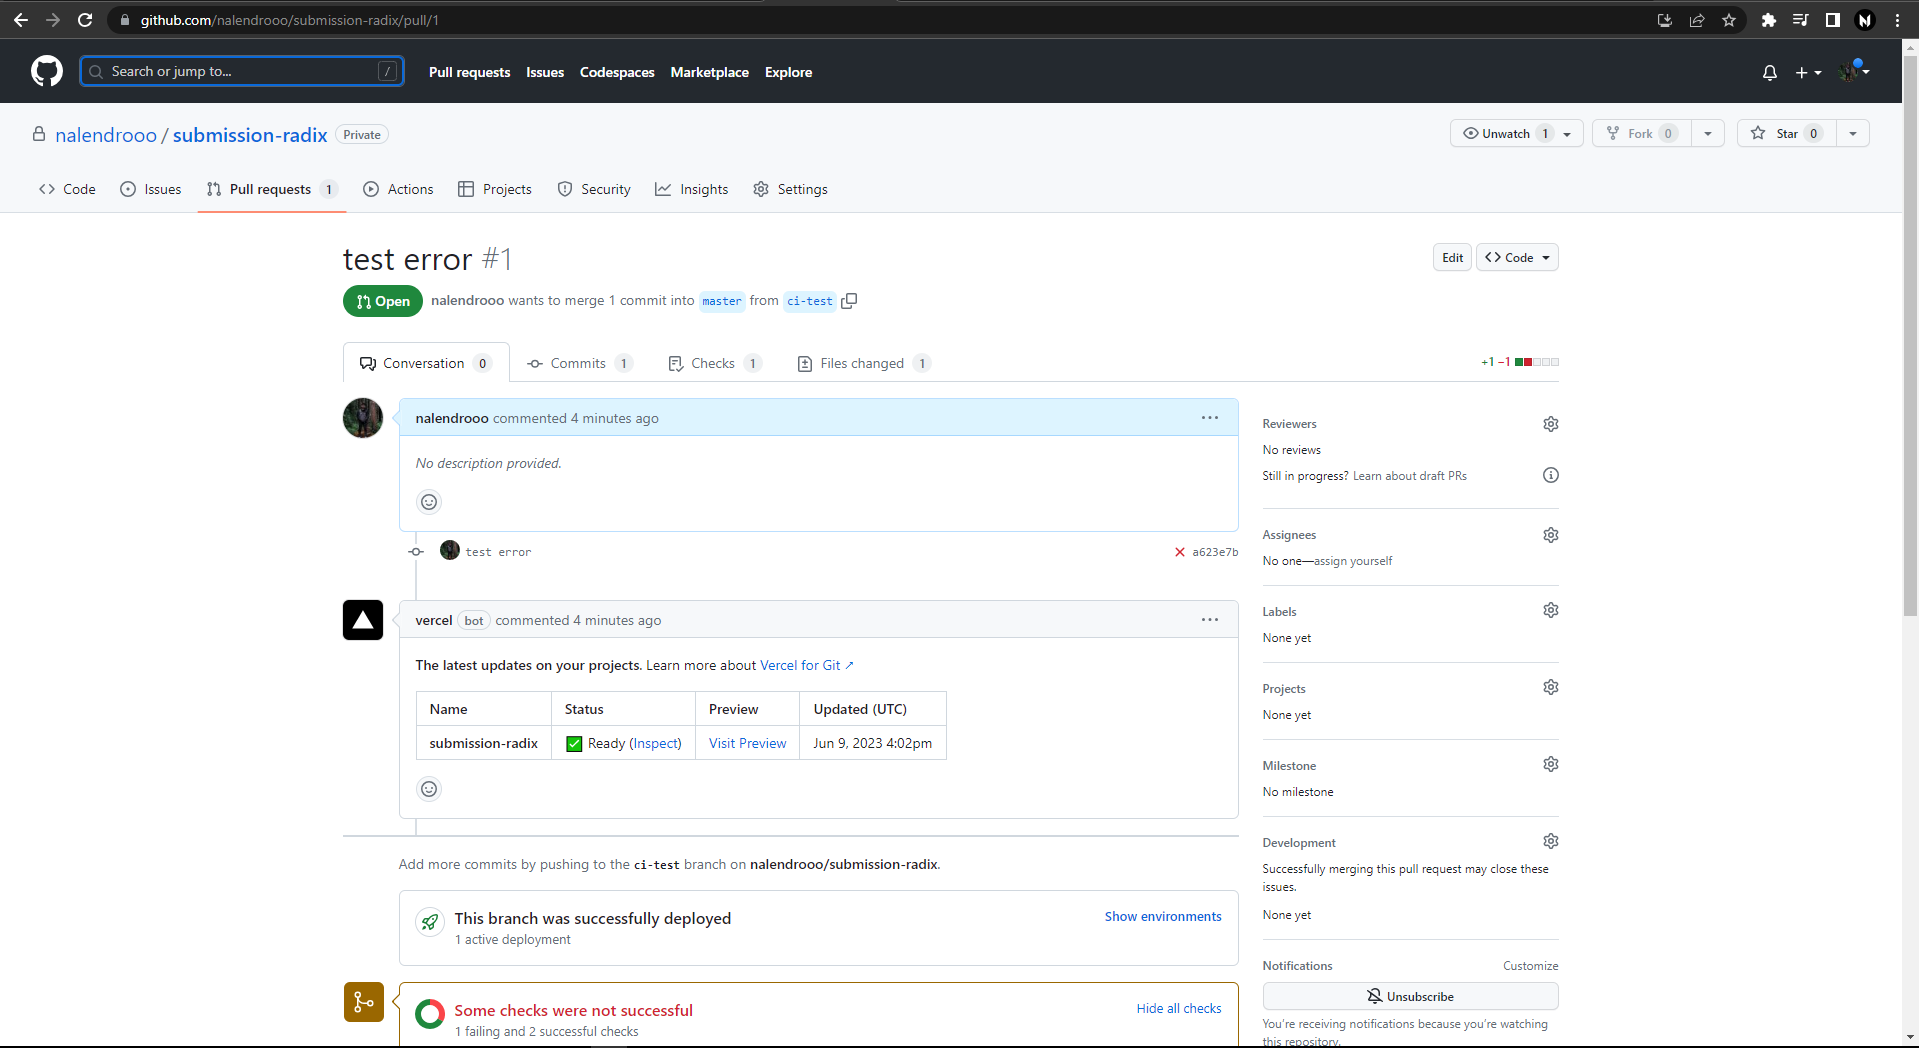 github.com/nalendrooo/submission-radix/pull/1
Search or jump to... /
Pull requests Issues Codespaces Marketplace Explore
nalendrooo / submission-radix Private
Unwatch 1 Fork 0 Star 0
Code Issues Pull requests 1 Actions Projects Security Insights Settings
test error #1
Edit Code
Open nalendrooo wants to merge 1 commit into master from ci-test
Conversation 0 Commits 1 Checks 1 Files changed 1
+1 −1
nalendrooo commented 4 minutes ago
No description provided.
test error a623e7b
vercel bot commented 4 minutes ago
The latest updates on your projects. Learn more about Vercel for Git ↗
Name Status Preview Updated (UTC)
submission-radix ✅ Ready (Inspect) Visit Preview Jun 9, 2023 4:02pm
Add more commits by pushing to the ci-test branch on nalendrooo/submission-radix.
This branch was successfully deployed
1 active deployment
Show environments
Some checks were not successful
1 failing and 2 successful checks
Hide all checks
Reviewers
No reviews
Still in progress? Learn about draft PRs
Assignees
No one—assign yourself
Labels
None yet
Projects
None yet
Milestone
No milestone
Development
Successfully merging this pull request may close these
issues.
None yet
Notifications Customize
Unsubscribe
You're receiving notifications because you're watching
this repository.